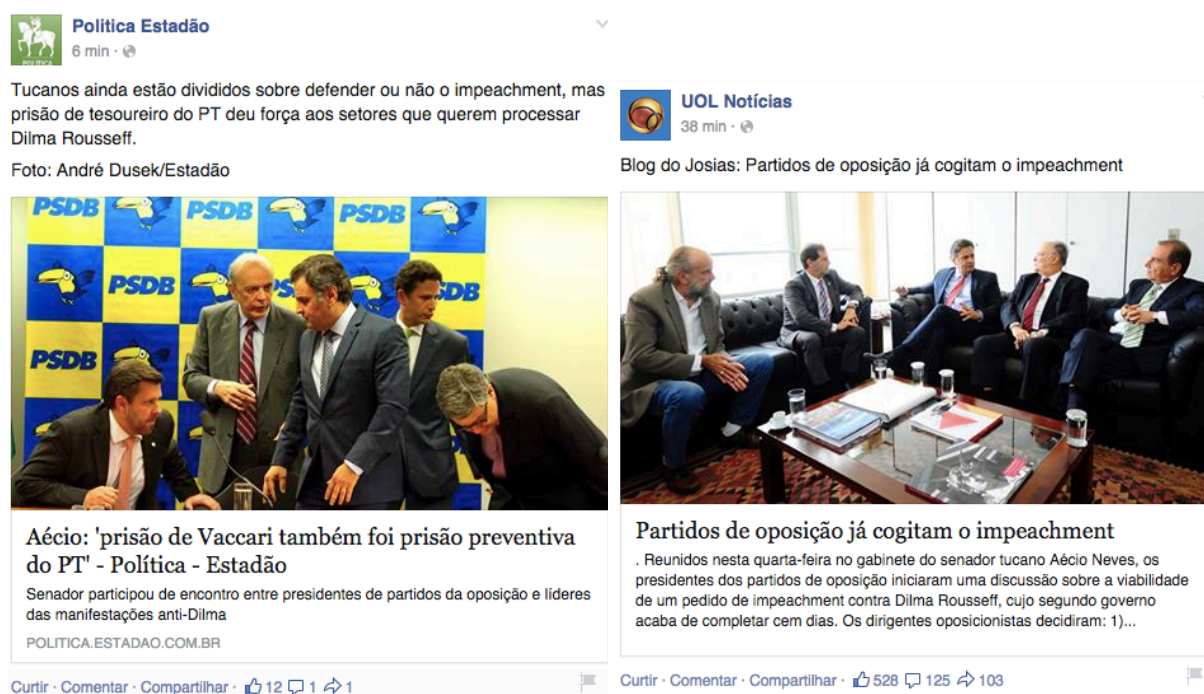 Politica Estadão
6 min
POLÍTICA
Tucanos ainda estão divididos sobre defender ou não o impeachment, mas
prisão de tesoureiro do PT deu força aos setores que querem processar
Dilma Rousseff.
Foto: André Dusek/Estadão
PSDB PSDB PSDB
PSDB PSDB
PSDB
Aécio: 'prisão de Vaccari também foi prisão preventiva
do PT' - Política - Estadão
Senador participou de encontro entre presidentes de partidos da oposição e líderes
das manifestações anti-Dilma
POLITICA.ESTADAO.COM.BR
Curtir · Comentar · Compartilhar · 12 1 1
UOL Notícias
38 min
Blog do Josias: Partidos de oposição já cogitam o impeachment
Partidos de oposição já cogitam o impeachment
. Reunidos nesta quarta-feira no gabinete do senador tucano Aécio Neves, os
presidentes dos partidos de oposição iniciaram uma discussão sobre a viabilidade
de um pedido de impeachment contra Dilma Rousseff, cujo segundo governo
acaba de completar cem dias. Os dirigentes oposicionistas decidiram: 1)...
Curtir · Comentar · Compartilhar · 528 125 103